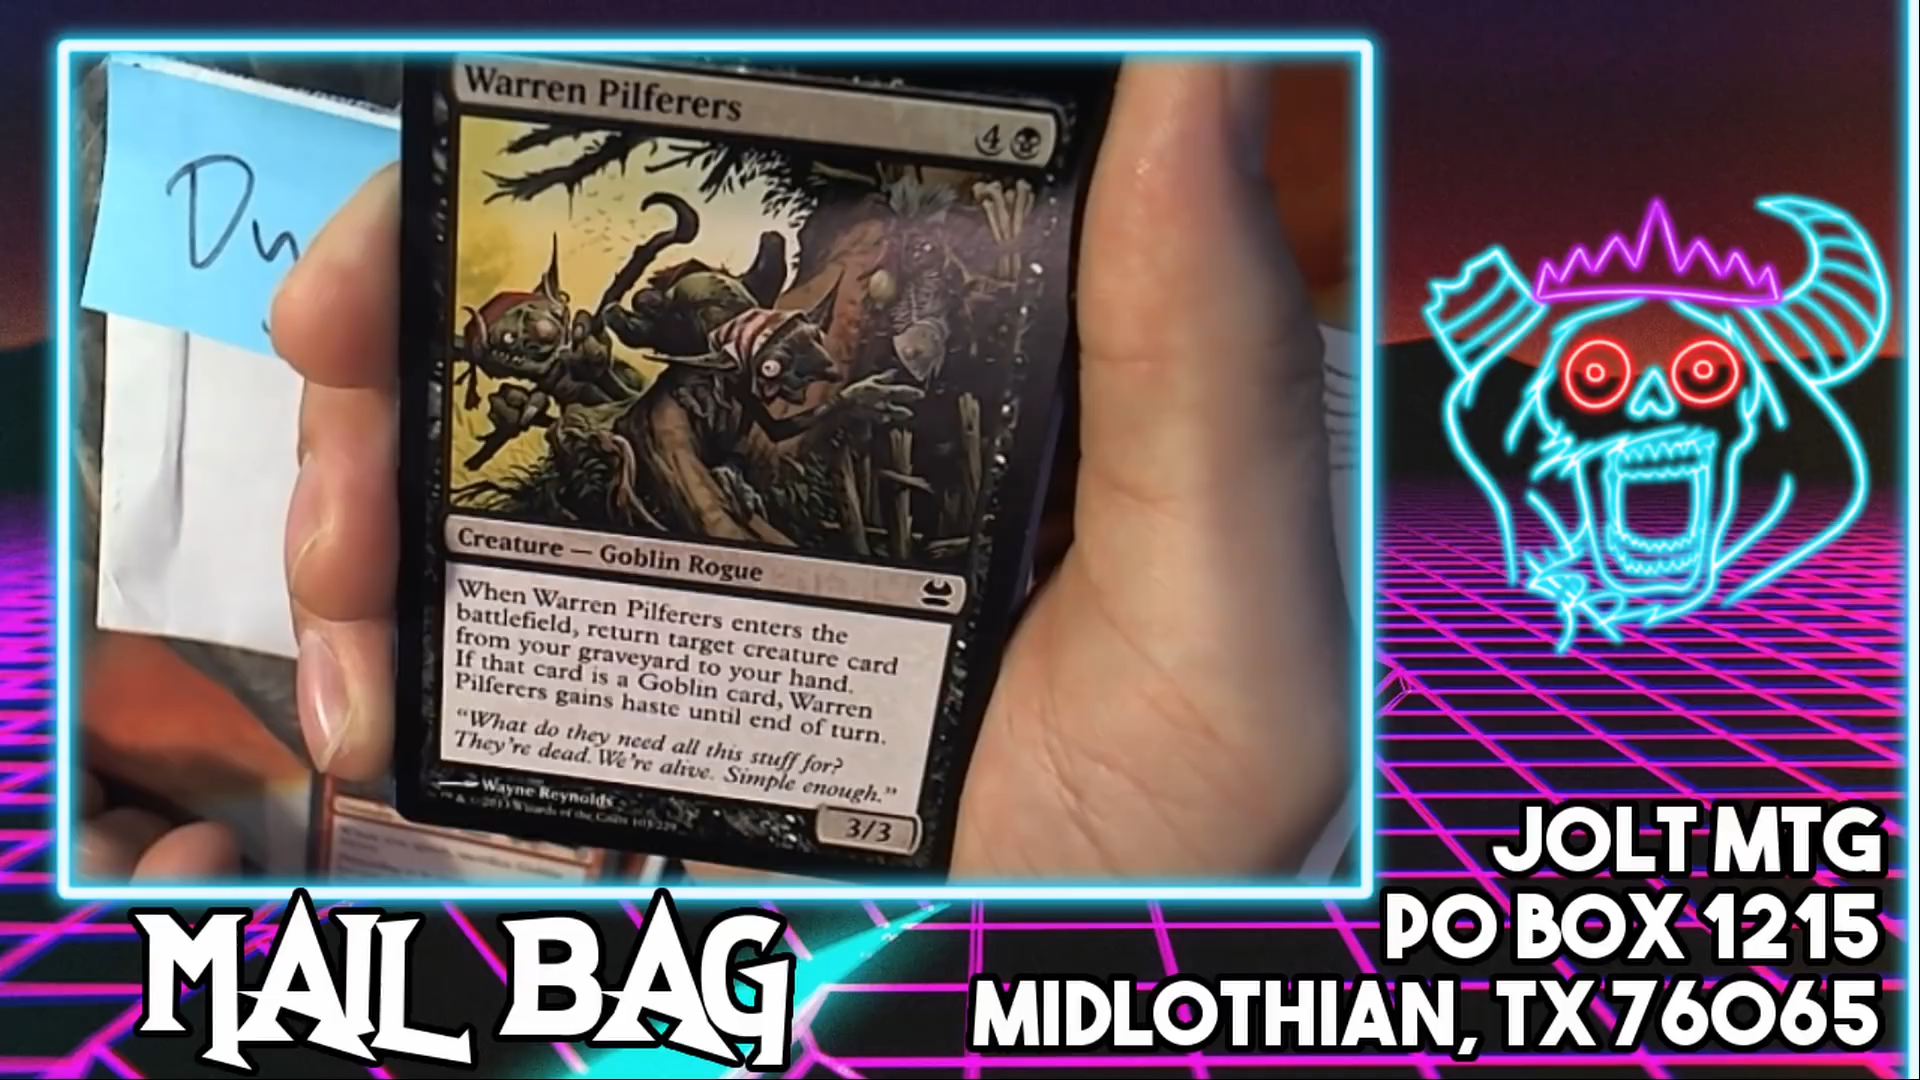 Warren Pilferers
4
Creature — Goblin Rogue
When Warren Pilferers enters the
battlefield, return target creature card
from your graveyard to your hand.
If that card is a Goblin card, Warren
Pilferers gains haste until end of turn.
"What do they need all this stuff for?
They're dead. We're alive. Simple enough."
Wayne Reynolds
3/3
JOLT MTG
PO BOX 1215
MIDLOTHIAN, TX 76065
MAIL BAG